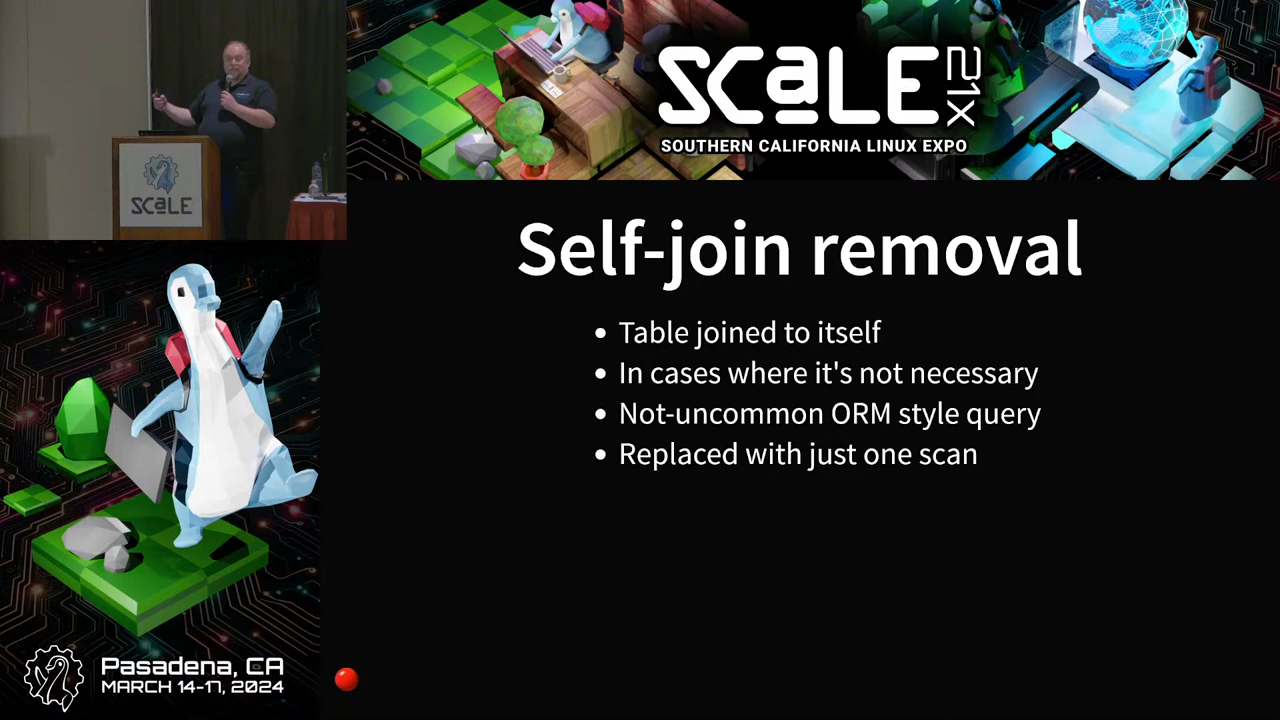 SCaLE 21X
SOUTHERN CALIFORNIA LINUX EXPO
SCaLE
Self-join removal
• Table joined to itself
• In cases where it's not necessary
• Not-uncommon ORM style query
• Replaced with just one scan
Pasadena, CA
MARCH 14-17, 2024